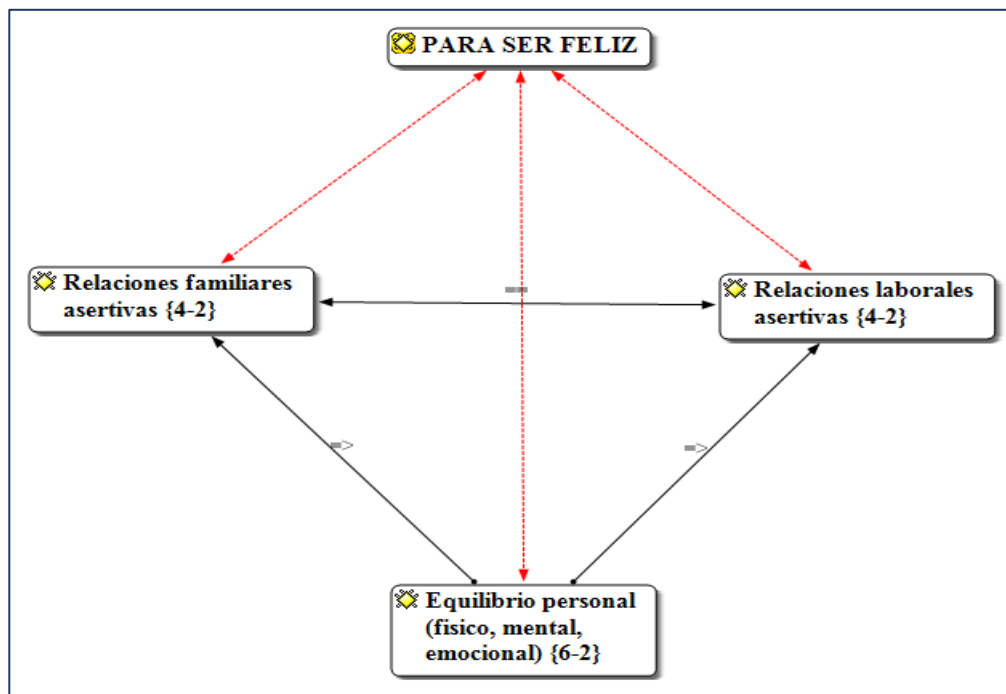 PARA SER FELIZ
Relaciones familiares
asertivas {4-2}
==
Relaciones laborales
asertivas {4-2}
=>
=>
Equilibrio personal
(fisico, mental,
emocional) {6-2}